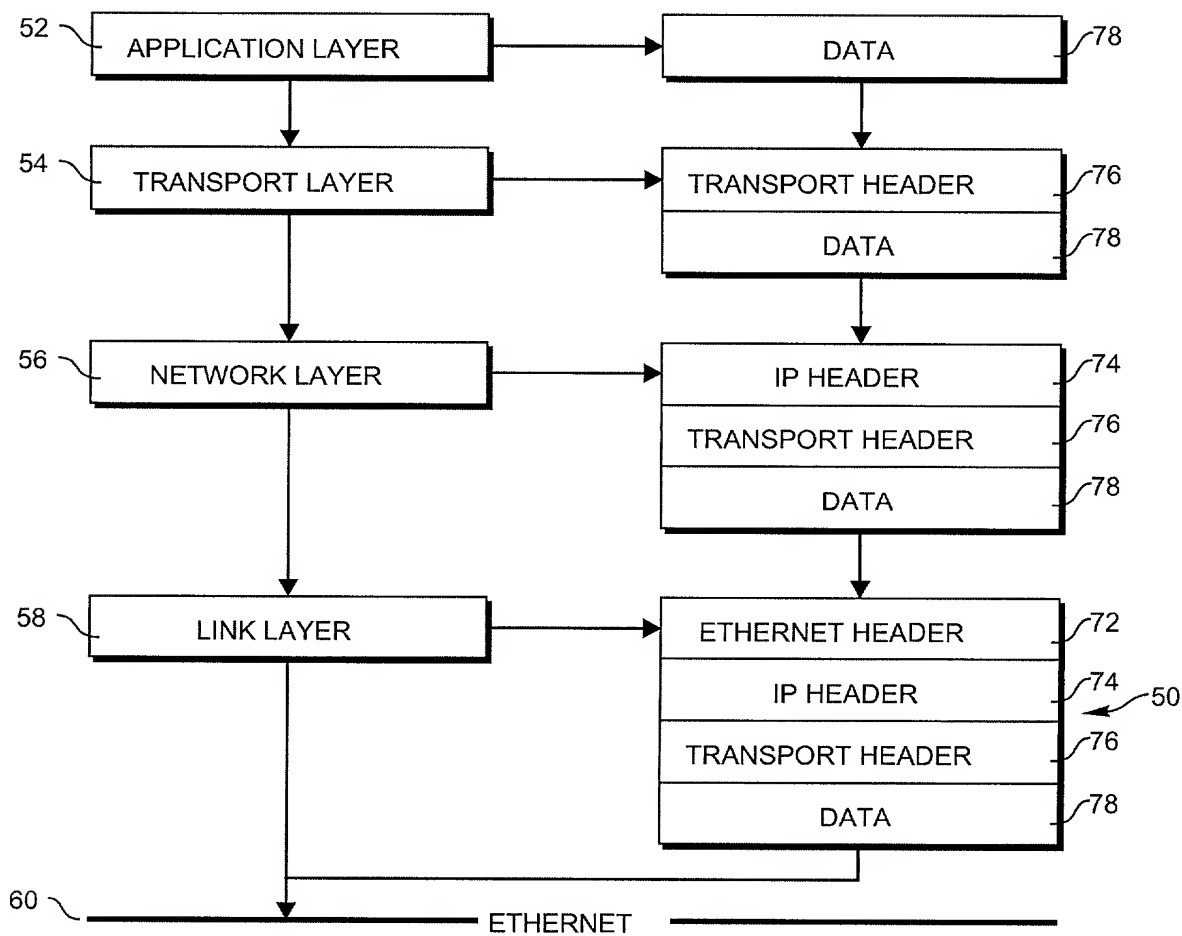 52
APPLICATION LAYER
DATA
78
54
TRANSPORT LAYER
TRANSPORT HEADER
76
DATA
78
56
NETWORK LAYER
IP HEADER
74
TRANSPORT HEADER
76
DATA
78
58
LINK LAYER
ETHERNET HEADER
72
IP HEADER
74
50
TRANSPORT HEADER
76
DATA
78
60
ETHERNET